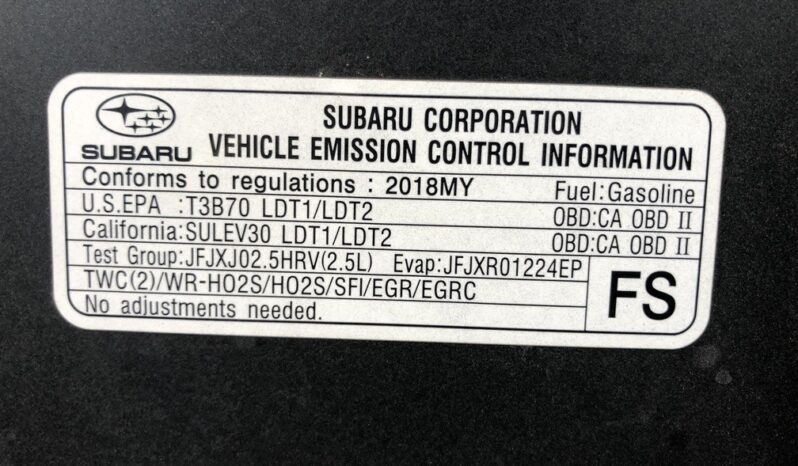 SUBARU
SUBARU CORPORATION
VEHICLE EMISSION CONTROL INFORMATION
Conforms to regulations : 2018MY Fuel:Gasoline
U.S.EPA :T3B70 LDT1/LDT2 OBD:CA OBD II
California:SULEV30 LDT1/LDT2 OBD:CA OBD II
Test Group:JFJXJ02.5HRV(2.5L) Evap:JFJXR01224EP
TWC(2)/WR-HO2S/HO2S/SFI/EGR/EGRC
No adjustments needed.
FS